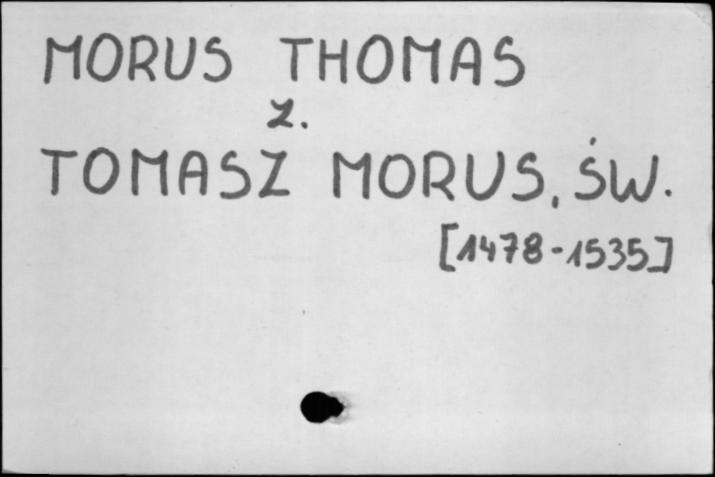 MORUS THOMAS
z.
TOMASZ MORUS, ŚW.
[1478-1535]